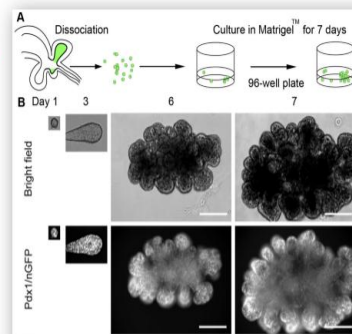 A
Dissociation
Culture in Matrigel™ for 7 days
96-well plate
B Day 1 3 6 7
Bright field
Pdx1/nGFP